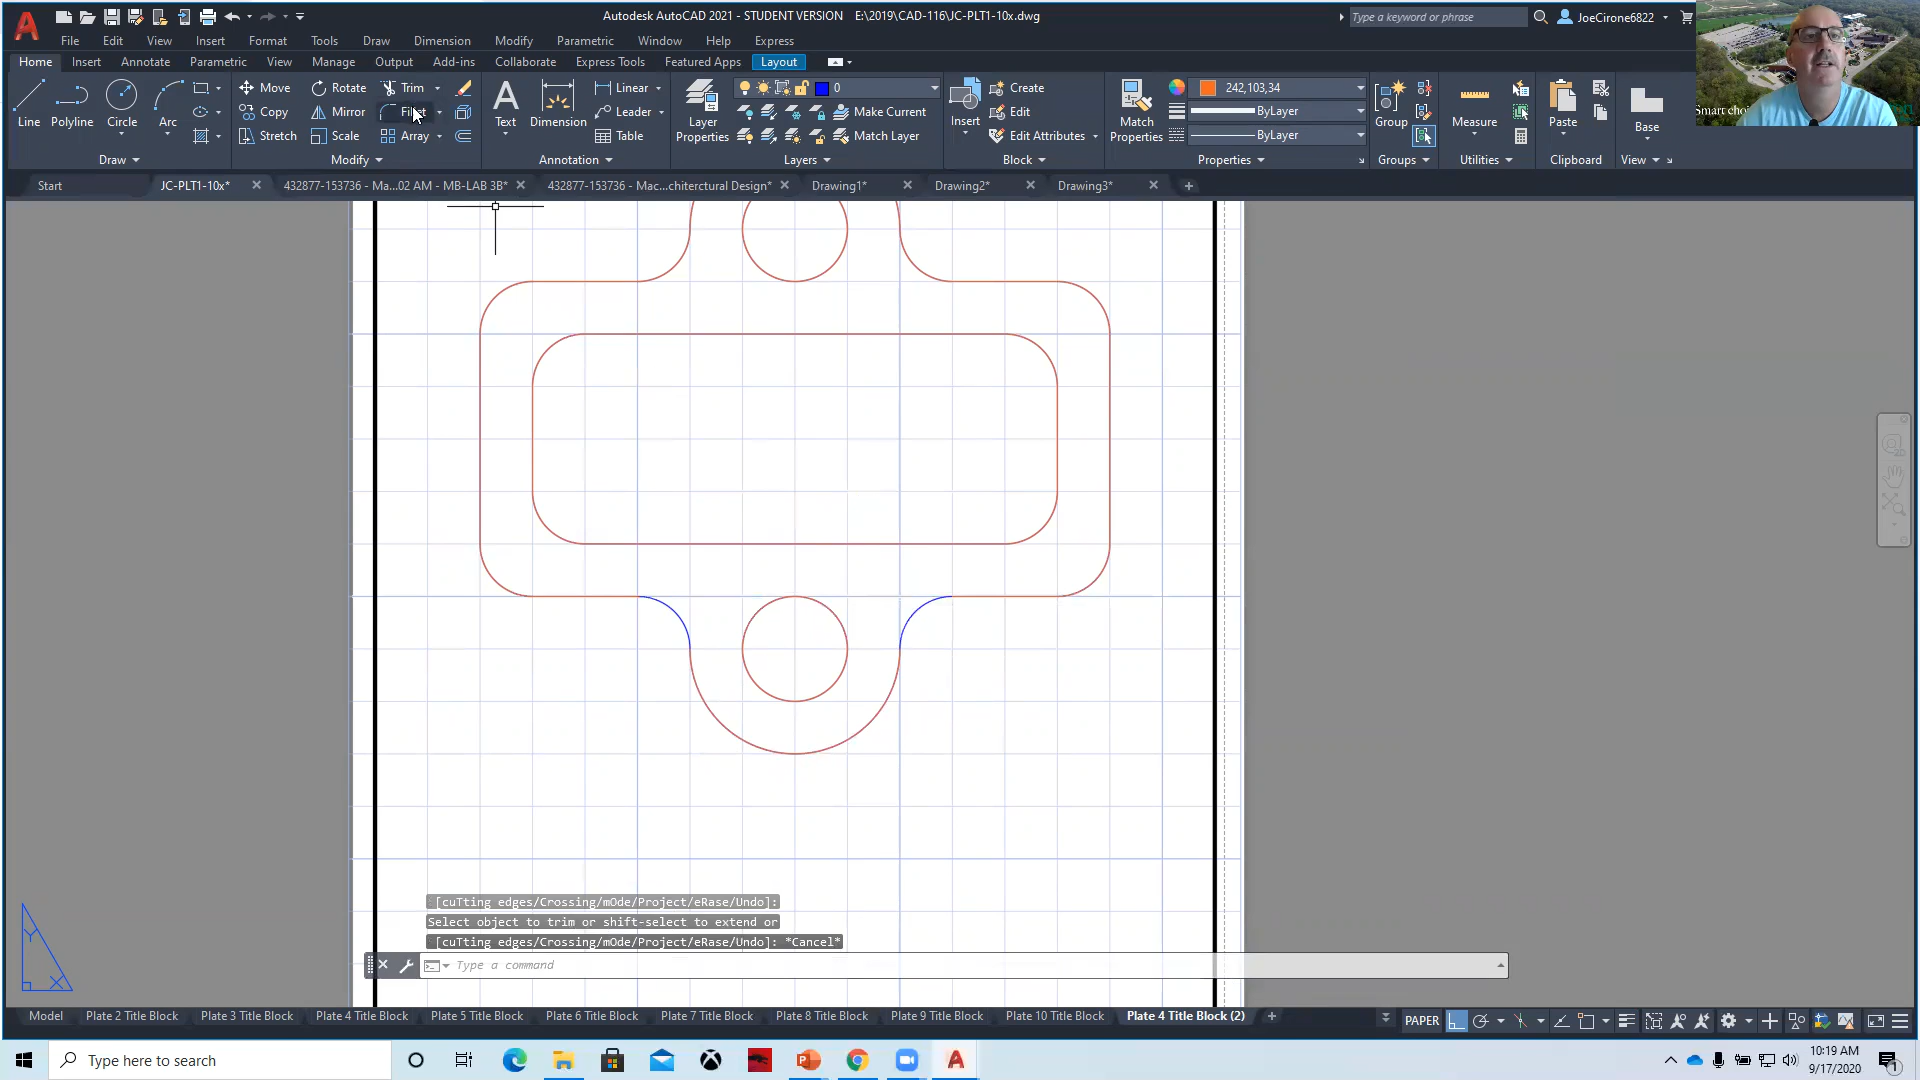 Autodesk AutoCAD 2021 - STUDENT VERSION E:\2019\CAD-116\JC-PLT1-10x.dwg
Type a keyword or phrase
JoeCirone6822
File Edit View Insert Format Tools Draw Dimension Modify Parametric Window Help Express
Home Insert Annotate Parametric View Manage Output Add-ins Collaborate Express Tools Featured Apps Layout
Line Polyline Circle Arc
Move Rotate Trim
Copy Mirror Fillet
Stretch Scale Array
Text Dimension
Linear
Leader
Table
Layer Properties
0
Make Current
Match Layer
Insert
Create
Edit
Edit Attributes
Match Properties
242,103,34
ByLayer
ByLayer
Group
Measure
Paste
Base
Draw Modify Annotation Layers Block Properties Groups Utilities Clipboard View
Start JC-PLT1-10x* 432877-153736 - Ma...02 AM - MB-LAB 3B* 432877-153736 - Mac...chiterctural Design* Drawing1* Drawing2* Drawing3*
[cuTting edges/Crossing/mOde/Project/eRase/Undo]:
Select object to trim or shift-select to extend or
[cuTting edges/Crossing/mOde/Project/eRase/Undo]: *Cancel*
Type a command
Y
X
Model Plate 2 Title Block Plate 3 Title Block Plate 4 Title Block Plate 5 Title Block Plate 6 Title Block Plate 7 Title Block Plate 8 Title Block Plate 9 Title Block Plate 10 Title Block Plate 4 Title Block (2)
PAPER
Type here to search
10:19 AM
9/17/2020